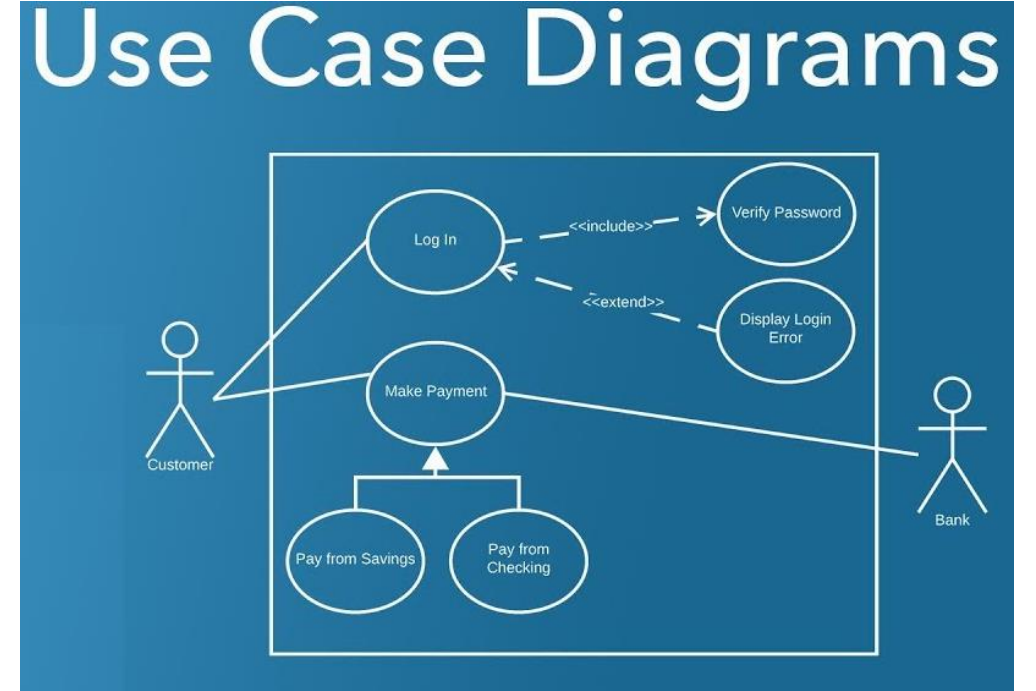 Use Case Diagrams
Verify Password
Log In
<<include>>
<<extend>>
Display Login
Error
Make Payment
Customer
Bank
Pay from Savings
Pay from
Checking